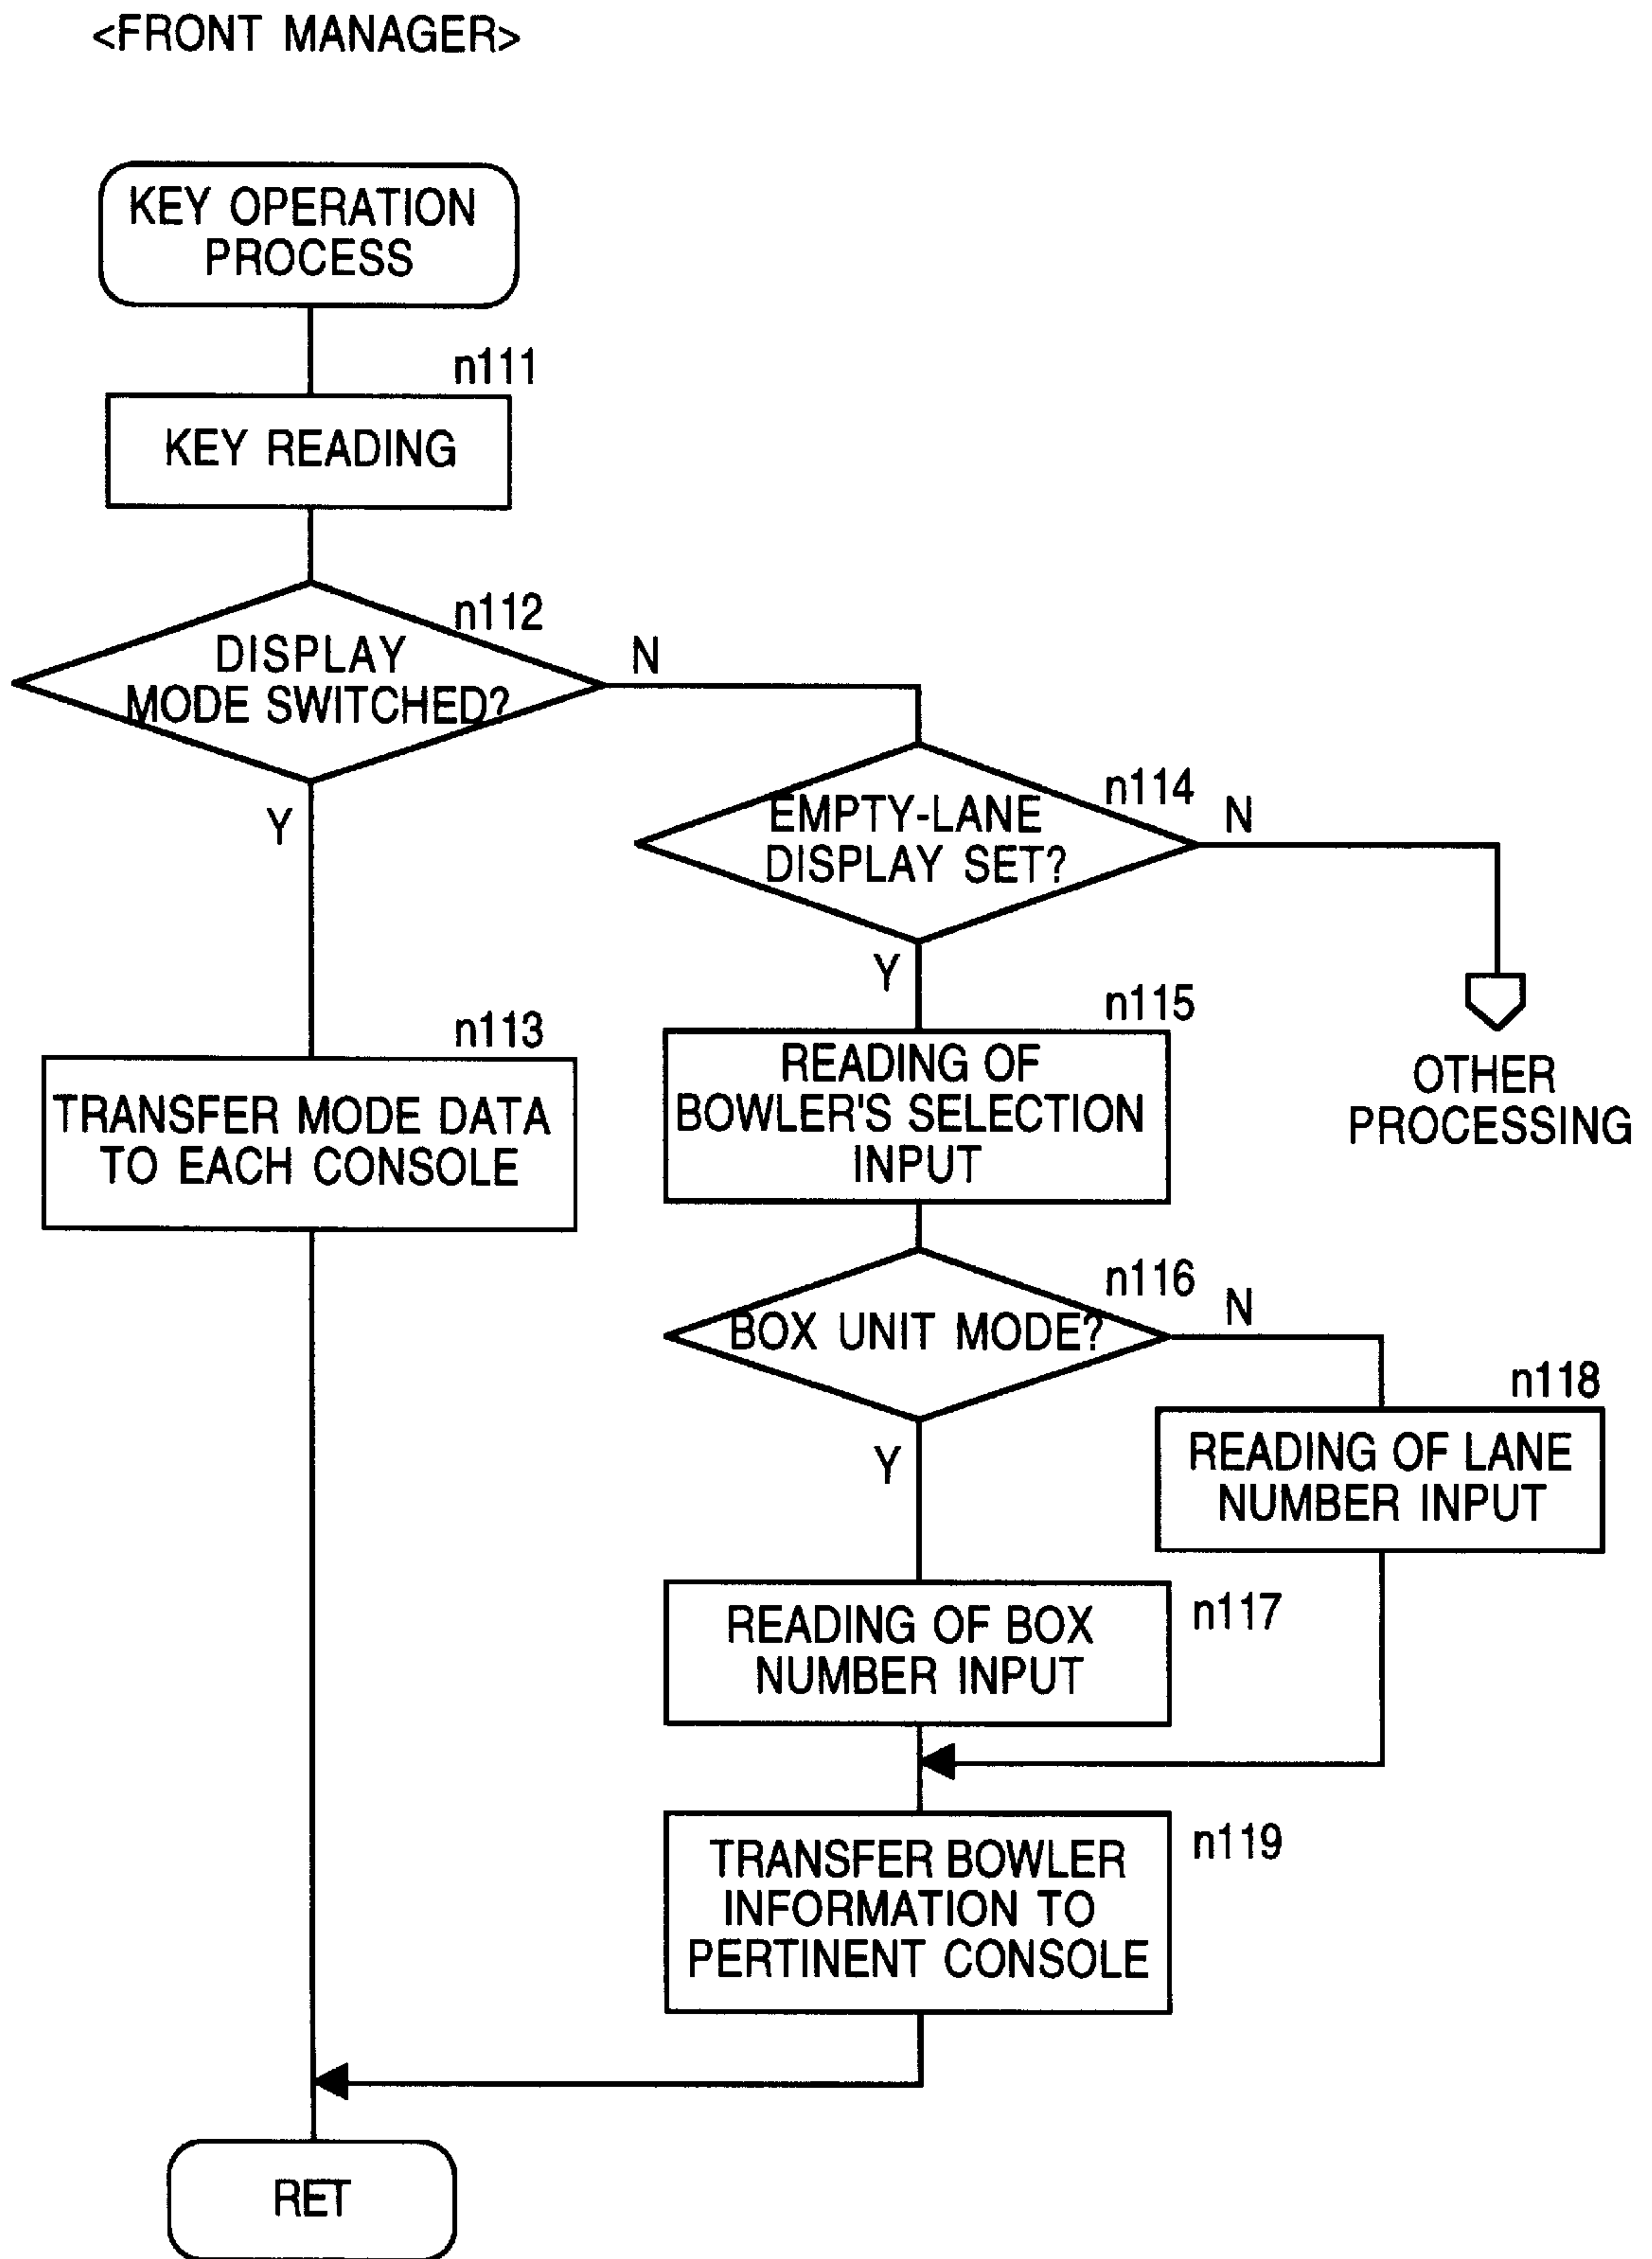 <FRONT MANAGER>
KEY OPERATION
PROCESS
n111
KEY READING
n112
DISPLAY
MODE SWITCHED?
N
Y
n114
EMPTY-LANE
DISPLAY SET?
N
Y
n113
TRANSFER MODE DATA
TO EACH CONSOLE
n115
READING OF
BOWLER'S SELECTION
INPUT
OTHER
PROCESSING
n116
BOX UNIT MODE?
N
Y
n118
READING OF LANE
NUMBER INPUT
READING OF BOX
NUMBER INPUT
n117
TRANSFER BOWLER
INFORMATION TO
PERTINENT CONSOLE
n119
RET